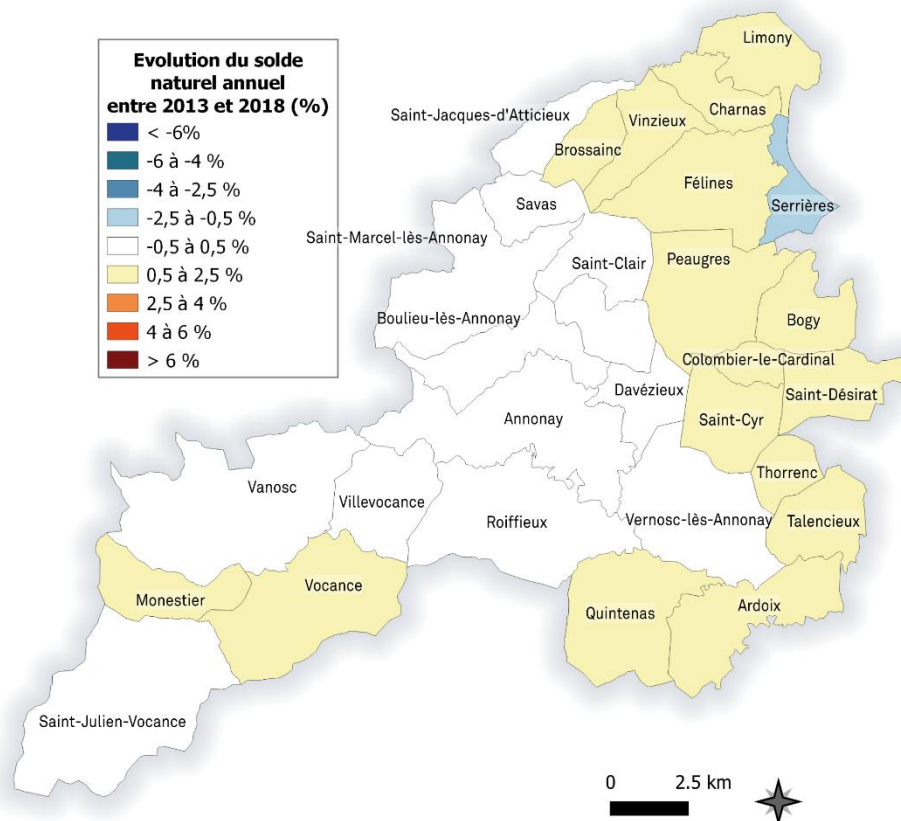 Evolution du solde
naturel annuel
entre 2013 et 2018 (%)
< -6%
-6 à -4 %
-4 à -2,5 %
-2,5 à -0,5 %
-0,5 à 0,5 %
0,5 à 2,5 %
2,5 à 4 %
4 à 6 %
> 6 %
Limony
Saint-Jacques-d'Atticieux
Charnas
Vinzieux
Brossainc
Félines
Savas
Serrières
Saint-Marcel-lès-Annonay
Saint-Clair
Peaugres
Boulieu-lès-Annonay
Bogy
Colombier-le-Cardinal
Davézieux
Saint-Désirat
Annonay
Saint-Cyr
Thorrenc
Vanosc
Villevocance
Roiffieux
Vernosc-lès-Annonay
Talencieux
Vocance
Monestier
Quintenas
Ardoix
Saint-Julien-Vocance
0 2.5 km